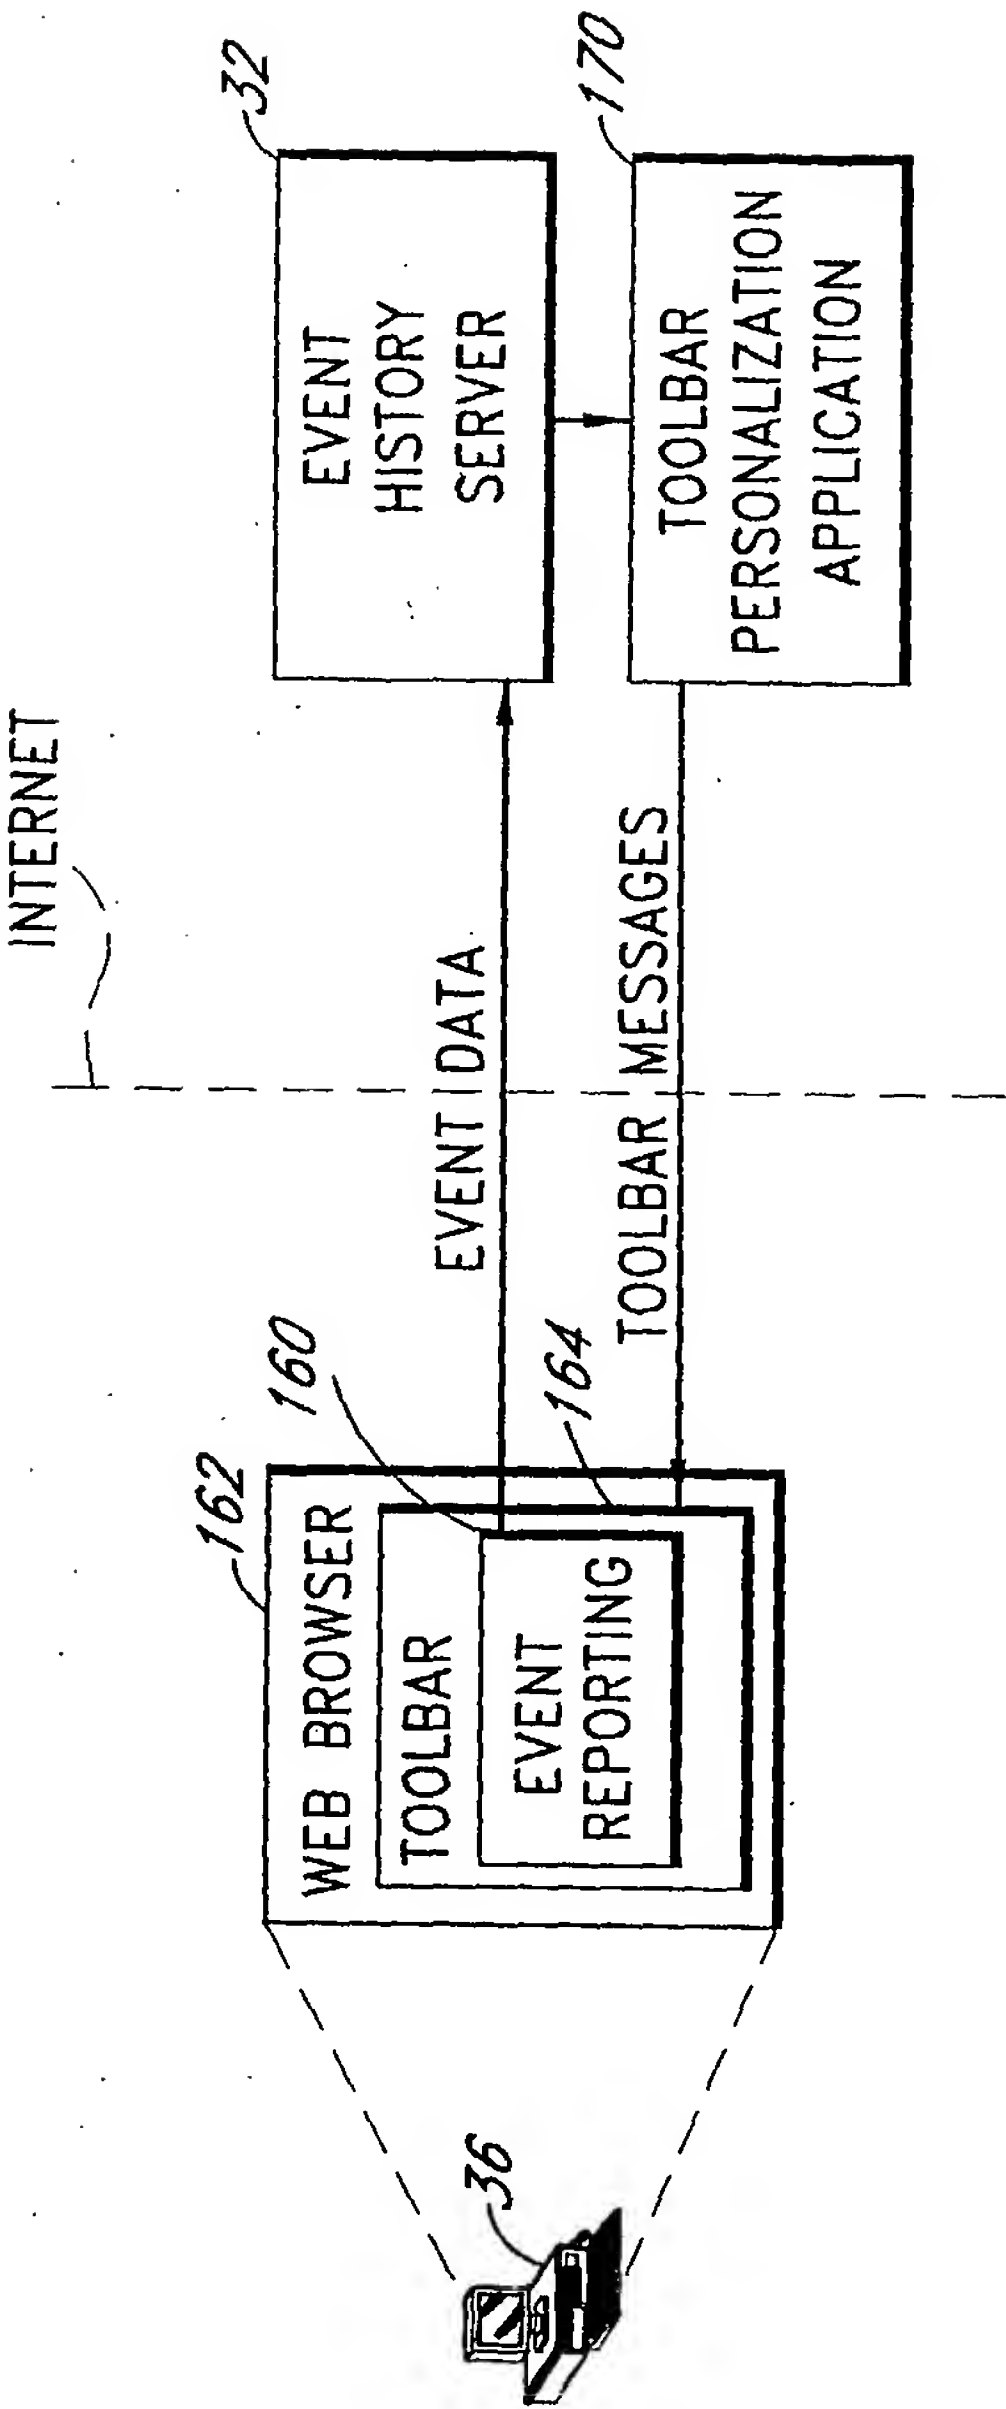 INTERNET
162
WEB BROWSER
TOOLBAR
EVENT
REPORTING
160
164
36
EVENT DATA
TOOLBAR MESSAGES
32
EVENT
HISTORY
SERVER
170
TOOLBAR
PERSONALIZATION
APPLICATION